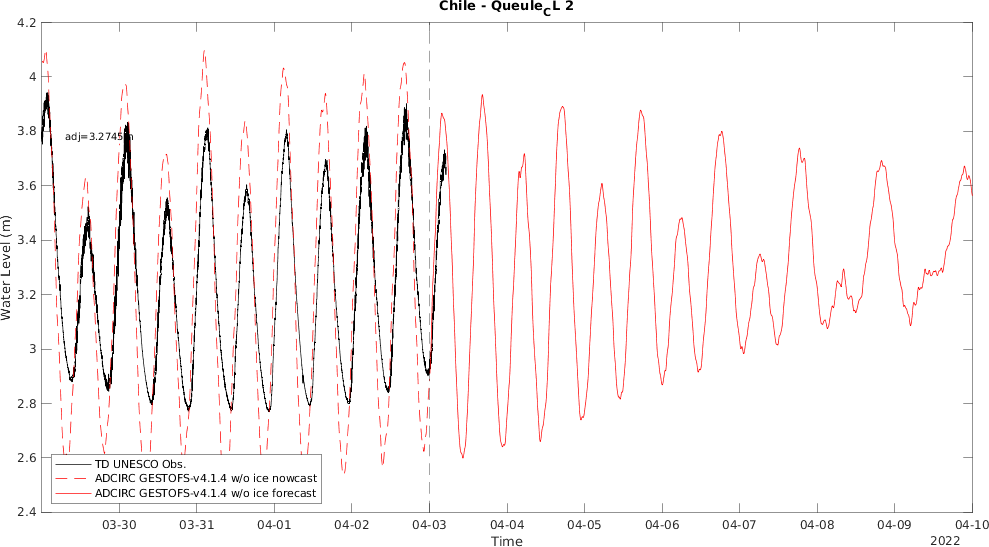 Chile - Queule_CL 2
4.2
4
3.8
3.6
3.4
3.2
3
2.8
2.6
2.4
Water Level (m)
adj=3.2745m
TD UNESCO Obs.
ADCIRC GESTOFS-v4.1.4 w/o ice nowcast
ADCIRC GESTOFS-v4.1.4 w/o ice forecast
03-30 03-31 04-01 04-02 04-03 04-04 04-05 04-06 04-07 04-08 04-09 04-10
Time
2022